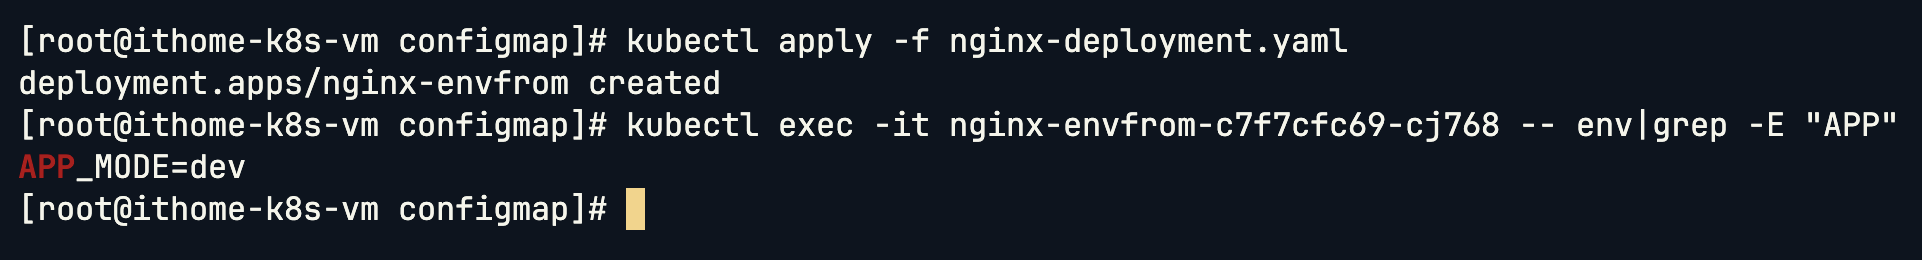 [root@ithome-k8s-vm configmap]# kubectl apply -f nginx-deployment.yaml
deployment.apps/nginx-envfrom created
[root@ithome-k8s-vm configmap]# kubectl exec -it nginx-envfrom-c7f7cfc69-cj768 -- env|grep -E "APP"
APP_MODE=dev
[root@ithome-k8s-vm configmap]#